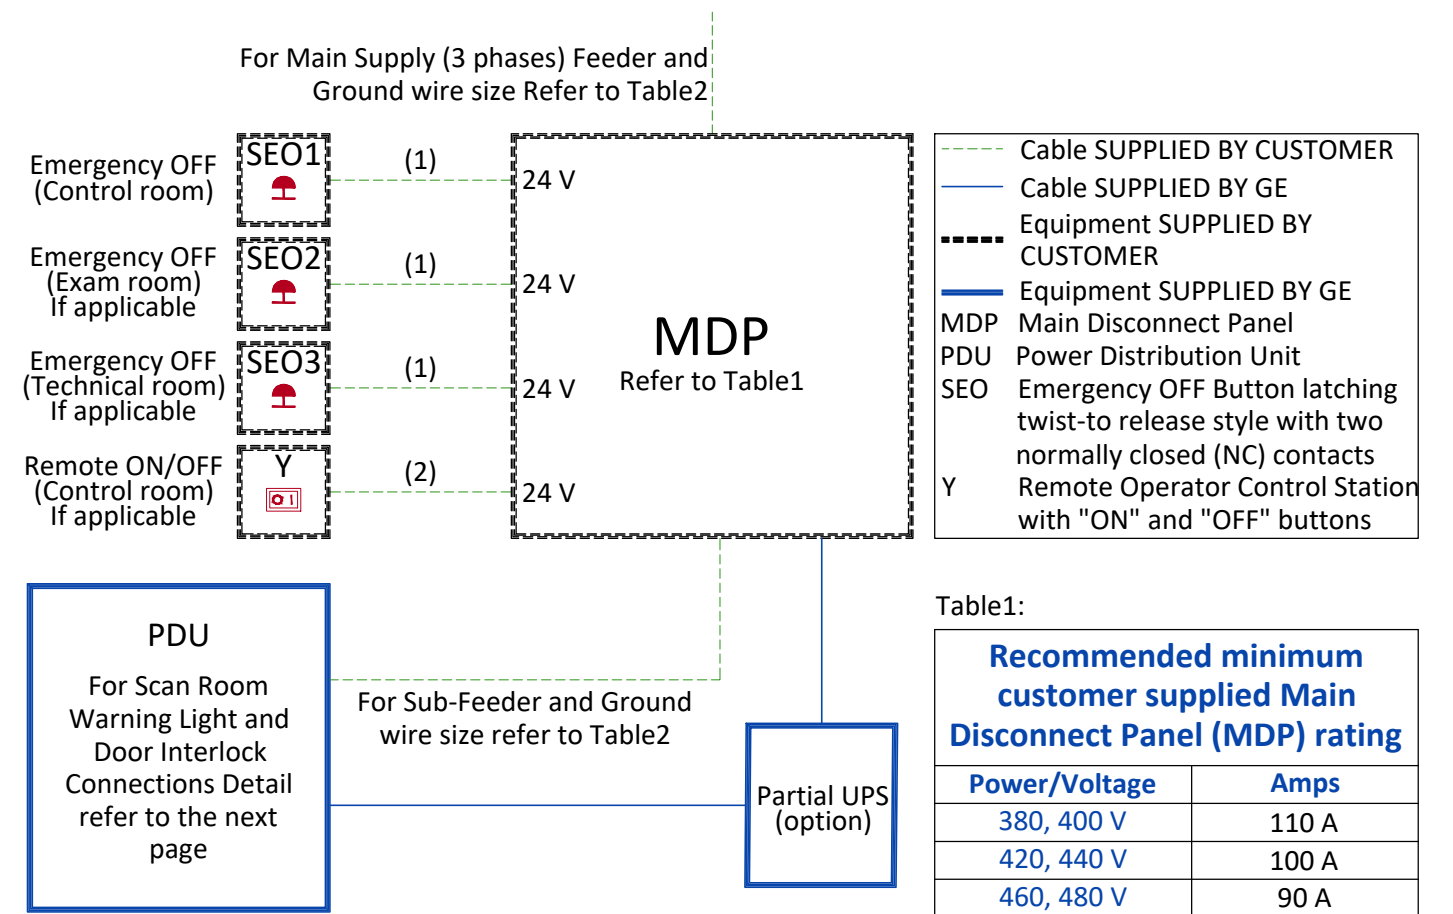 For Main Supply (3 phases) Feeder and
Ground wire size Refer to Table2
Emergency OFF
(Control room)
SEO1
(1)
24 V
Emergency OFF
(Exam room)
If applicable
SEO2
(1)
24 V
Emergency OFF
(Technical room)
If applicable
SEO3
(1)
24 V
Remote ON/OFF
(Control room)
If applicable
Y
(2)
24 V
MDP
Refer to Table1
Cable SUPPLIED BY CUSTOMER
Cable SUPPLIED BY GE
Equipment SUPPLIED BY
CUSTOMER
Equipment SUPPLIED BY GE
MDP Main Disconnect Panel
PDU Power Distribution Unit
SEO Emergency OFF Button latching
twist-to release style with two
normally closed (NC) contacts
Y Remote Operator Control Station
with "ON" and "OFF" buttons
PDU
For Scan Room
Warning Light and
Door Interlock
Connections Detail
refer to the next
page
For Sub-Feeder and Ground
wire size refer to Table2
Partial UPS
(option)
Table1:
Recommended minimum
customer supplied Main
Disconnect Panel (MDP) rating
Power/Voltage Amps
380, 400 V 110 A
420, 440 V 100 A
460, 480 V 90 A